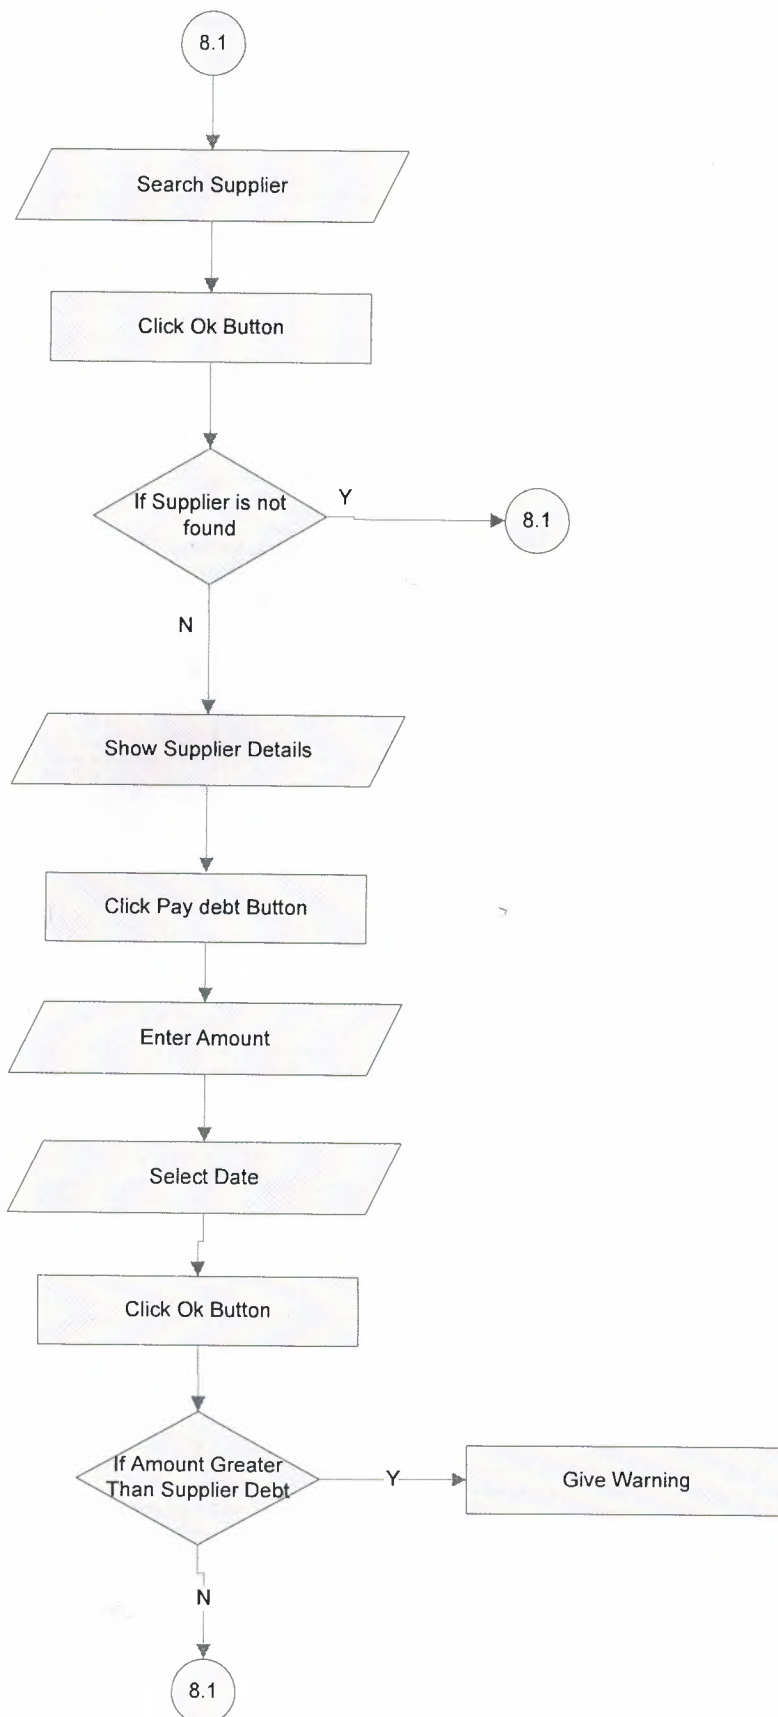 8.1
Search Supplier
Click Ok Button
If Supplier is not
found
Y
8.1
N
Show Supplier Details
Click Pay debt Button
Enter Amount
Select Date
Click Ok Button
If Amount Greater
Than Supplier Debt
Y
Give Warning
N
8.1